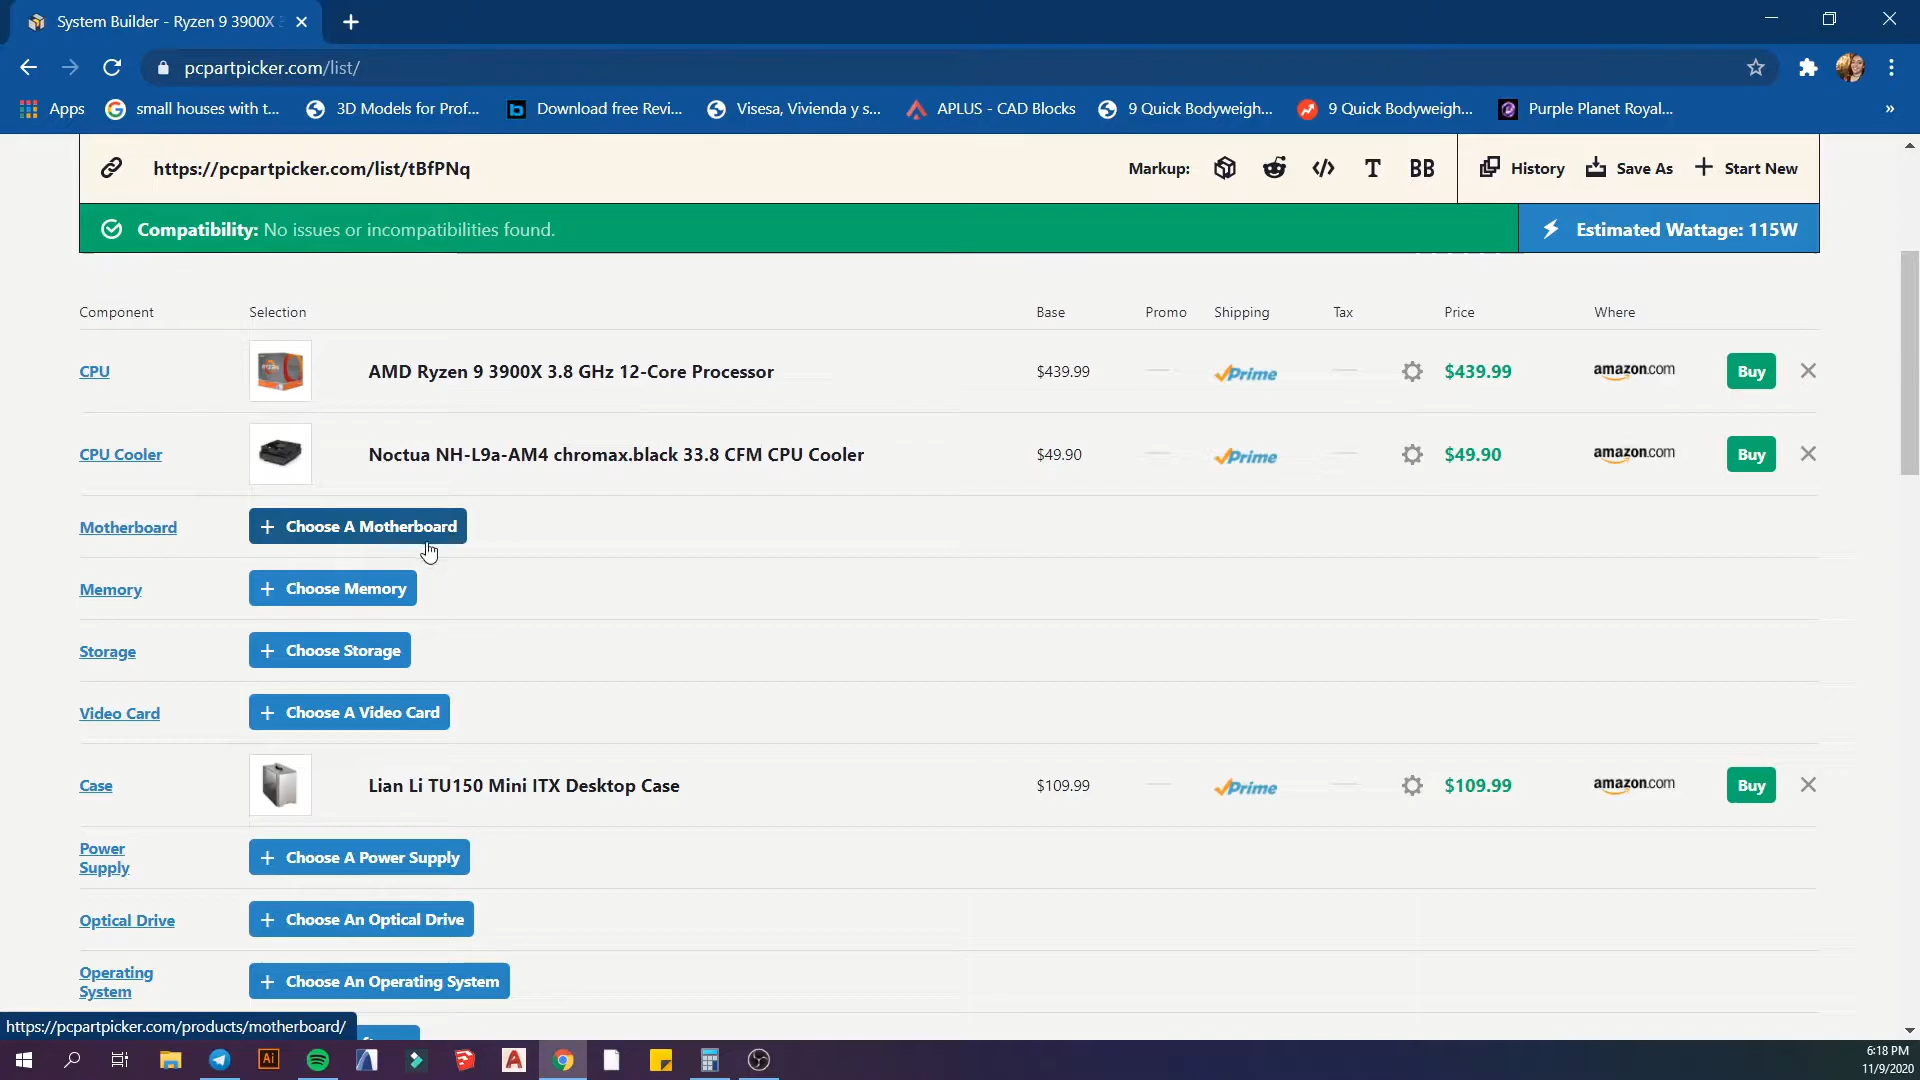 System Builder - Ryzen 9 3900X
pcpartpicker.com/list/
Apps
small houses with t...
3D Models for Prof...
Download free Revi...
Visesa, Vivienda y s...
APLUS - CAD Blocks
9 Quick Bodyweigh...
9 Quick Bodyweigh...
Purple Planet Royal...
»
https://pcpartpicker.com/list/tBfPNq
Markup:
T
BB
History
Save As
Start New
Compatibility: No issues or incompatibilities found.
Estimated Wattage: 115W
Component Selection Base Promo Shipping Tax Price Where
CPU AMD Ryzen 9 3900X 3.8 GHz 12-Core Processor $439.99 Prime $439.99 amazon.com Buy
CPU Cooler Noctua NH-L9a-AM4 chromax.black 33.8 CFM CPU Cooler $49.90 Prime $49.90 amazon.com Buy
Motherboard + Choose A Motherboard
Memory + Choose Memory
Storage + Choose Storage
Video Card + Choose A Video Card
Case Lian Li TU150 Mini ITX Desktop Case $109.99 Prime $109.99 amazon.com Buy
Power
Supply
+ Choose A Power Supply
Optical Drive + Choose An Optical Drive
Operating
System
+ Choose An Operating System
https://pcpartpicker.com/products/motherboard/
Ai
6:18 PM
11/9/2020